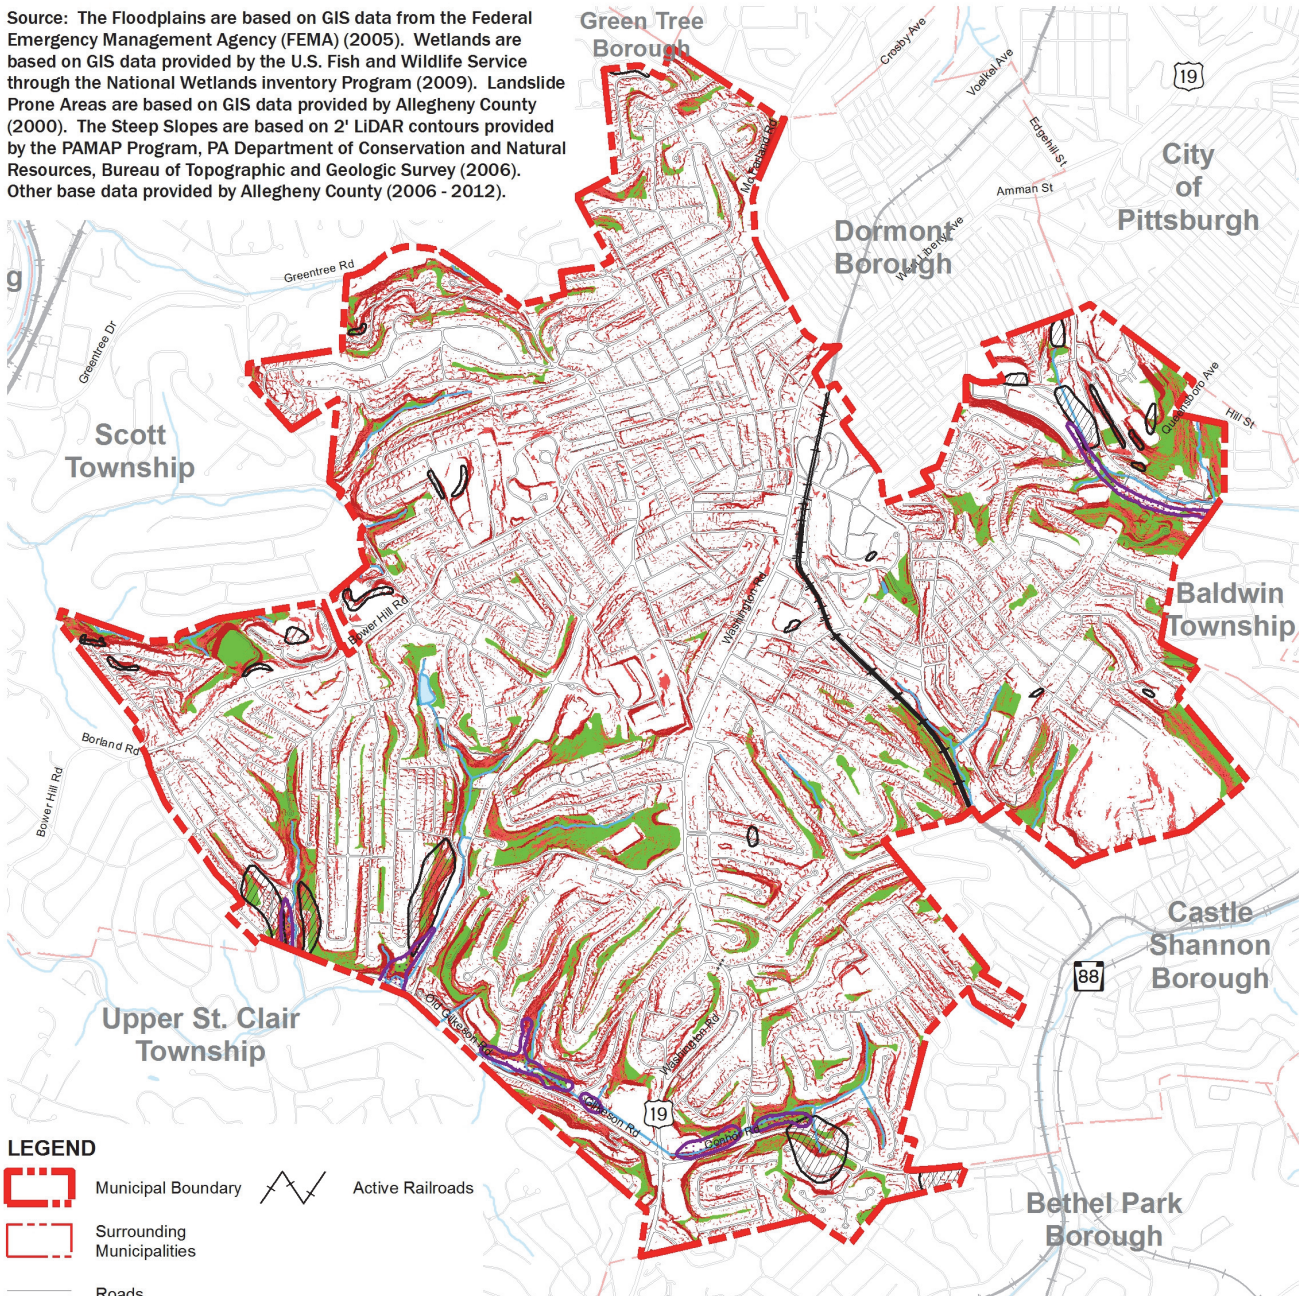 Source:  The Floodplains are based on GIS data from the Federal
Emergency Management Agency (FEMA) (2005).  Wetlands are
based on GIS data provided by the U.S. Fish and Wildlife Service
through the National Wetlands inventory Program (2009).  Landslide
Prone Areas are based on GIS data provided by Allegheny County
(2000).  The Steep Slopes are based on 2' LiDAR contours provided
by the PAMAP Program, PA Department of Conservation and Natural
Resources, Bureau of Topographic and Geologic Survey (2006).
Other base data provided by Allegheny County (2006 - 2012).
Green Tree
Borough
Crosby Ave
Voelkel Ave
19
Edgehill St
City
of
Pittsburgh
McFarland Rd
Amman St
Dormont
Borough
West Liberty Ave
g
Greentree Rd
Greentree Dr
Queensboro Ave
Hill St
Scott
Township
Washington Rd
Baldwin
Township
Bower Hill Rd
Borland Rd
Bower Hill Rd
Castle
Shannon
Borough
88
Upper St. Clair
Township
Old Gilkeson Rd
Washington Rd
19
Gilkeson Rd
Connor Rd
Bethel Park
Borough
LEGEND
Municipal Boundary
Active Railroads
Surrounding
Municipalities
Roads